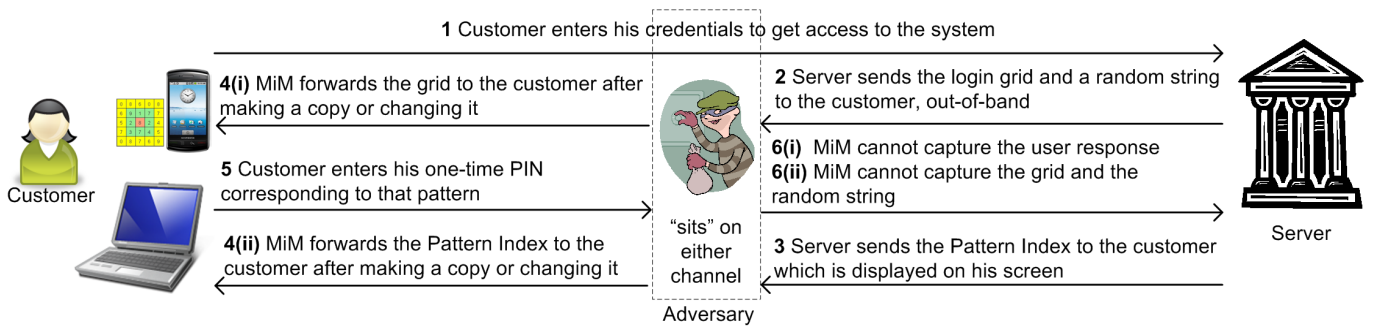 1 Customer enters his credentials to get access to the system
4(i) MiM forwards the grid to the customer after
making a copy or changing it
2 Server sends the login grid and a random string
to the customer, out-of-band
5 Customer enters his one-time PIN
corresponding to that pattern
6(i) MiM cannot capture the user response
6(ii) MiM cannot capture the grid and the
random string
Customer
4(ii) MiM forwards the Pattern Index to the
customer after making a copy or changing it
"sits" on
either
channel
3 Server sends the Pattern Index to the customer
which is displayed on his screen
Server
Adversary